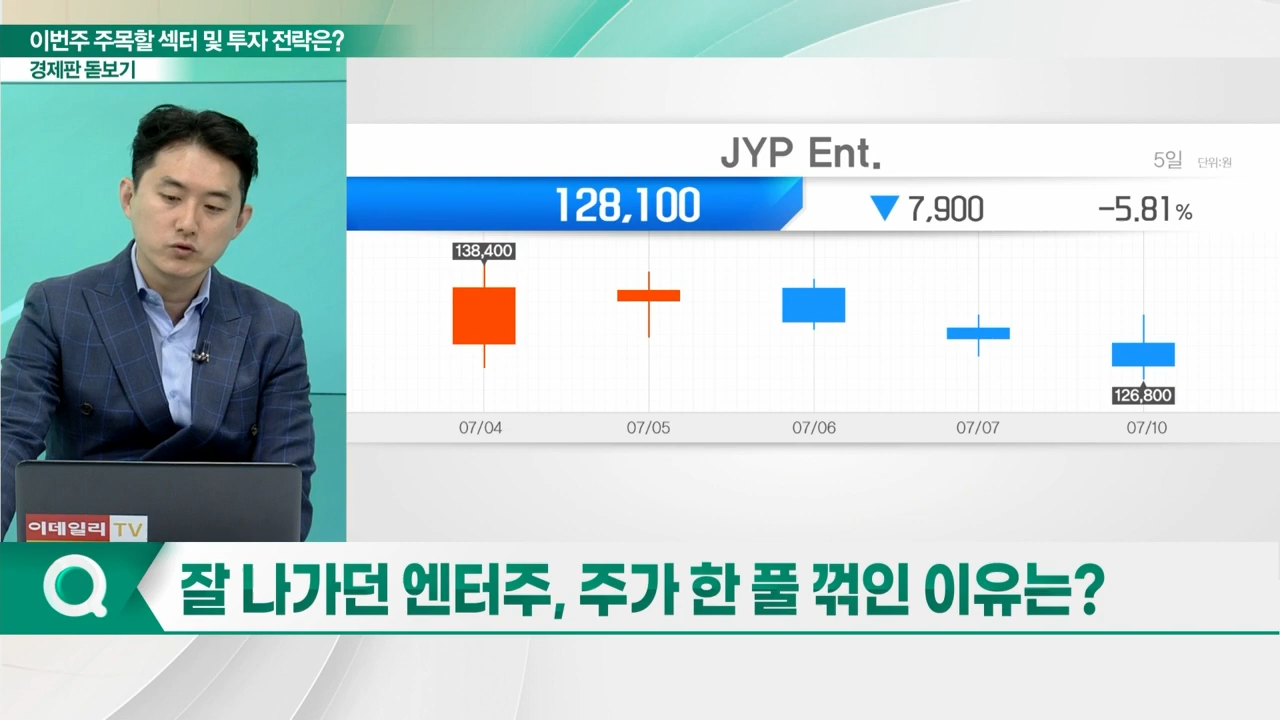 이번주 주목할 섹터 및 투자 전략은?
경제판 돋보기
JYP Ent.
5일 단위:원
128,100 ▼ 7,900 -5.81%
138,400
126,800
07/04 07/05 07/06 07/07 07/10
이데일리 TV
잘 나가던 엔터주, 주가 한 풀 꺾인 이유는?